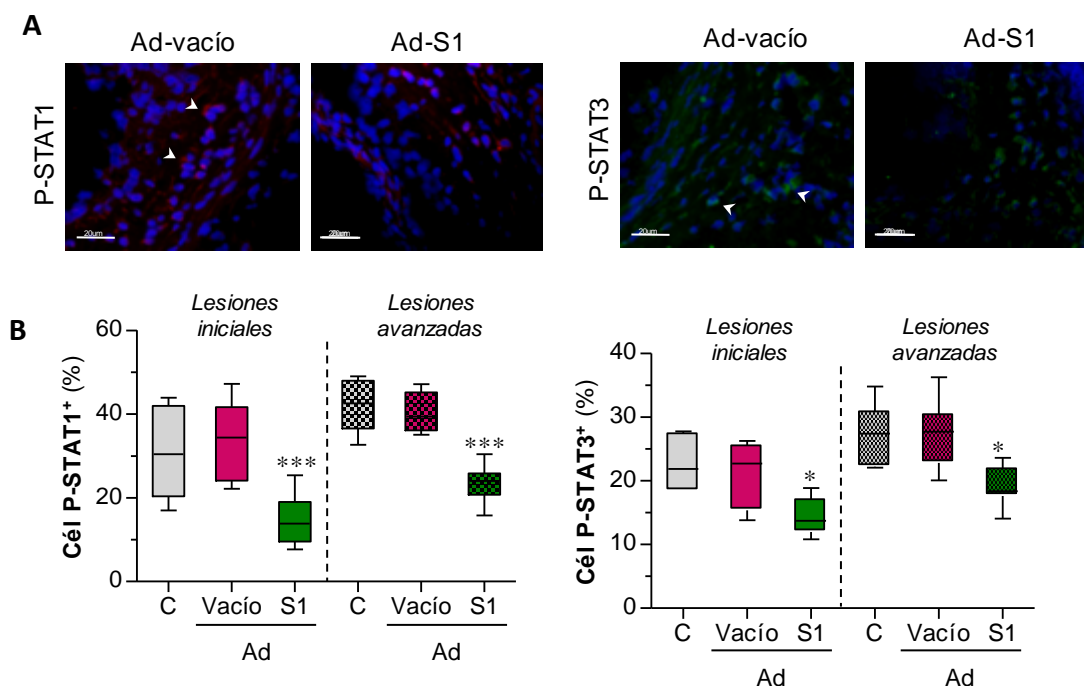 A
Ad-vacío Ad-S1 Ad-vacío Ad-S1
P-STAT1
P-STAT3
20um
20um
20um
B
Lesiones iniciales
Lesiones avanzadas
Cél P-STAT1⁺ (%)
60
40
20
0
***
***
C Vacío S1 C Vacío S1
Ad Ad
Lesiones iniciales
Lesiones avanzadas
Cél P-STAT3⁺ (%)
40
30
20
10
0
*
*
C Vacío S1 C Vacío S1
Ad Ad